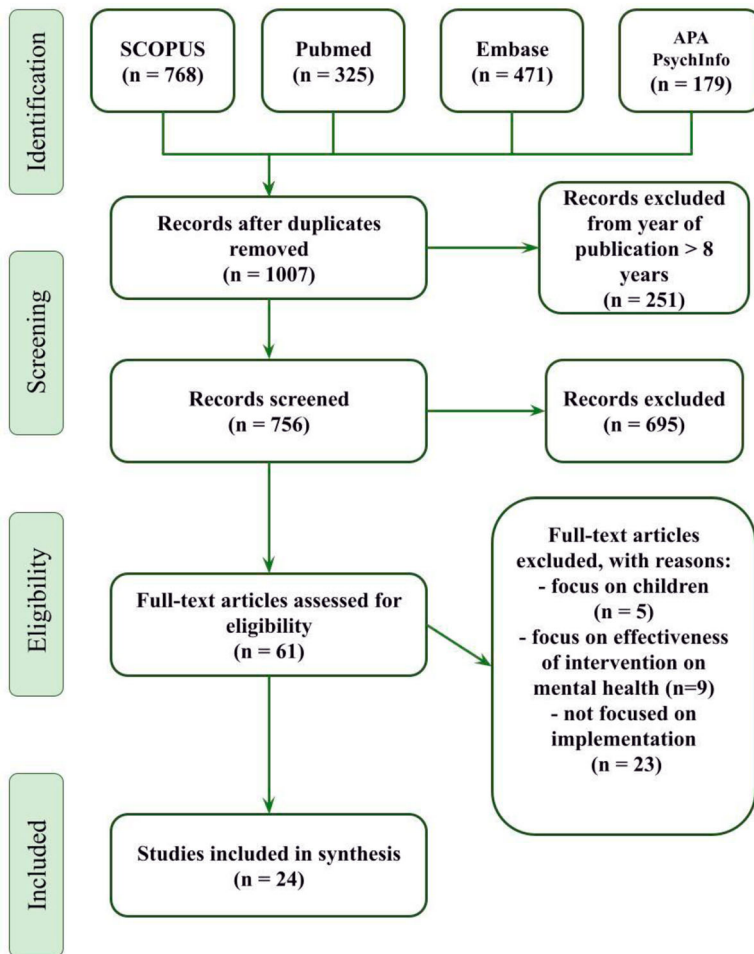 Identification
SCOPUS
(n = 768)
Pubmed
(n = 325)
Embase
(n = 471)
APA
PsychInfo
(n = 179)
Records after duplicates
removed
(n = 1007)
Records excluded
from year of
publication > 8
years
(n = 251)
Screening
Records screened
(n = 756)
Records excluded
(n = 695)
Eligibility
Full-text articles assessed for
eligibility
(n = 61)
Full-text articles
excluded, with reasons:
- focus on children
(n = 5)
- focus on effectiveness
of intervention on
mental health (n=9)
- not focused on
implementation
(n = 23)
Included
Studies included in synthesis
(n = 24)